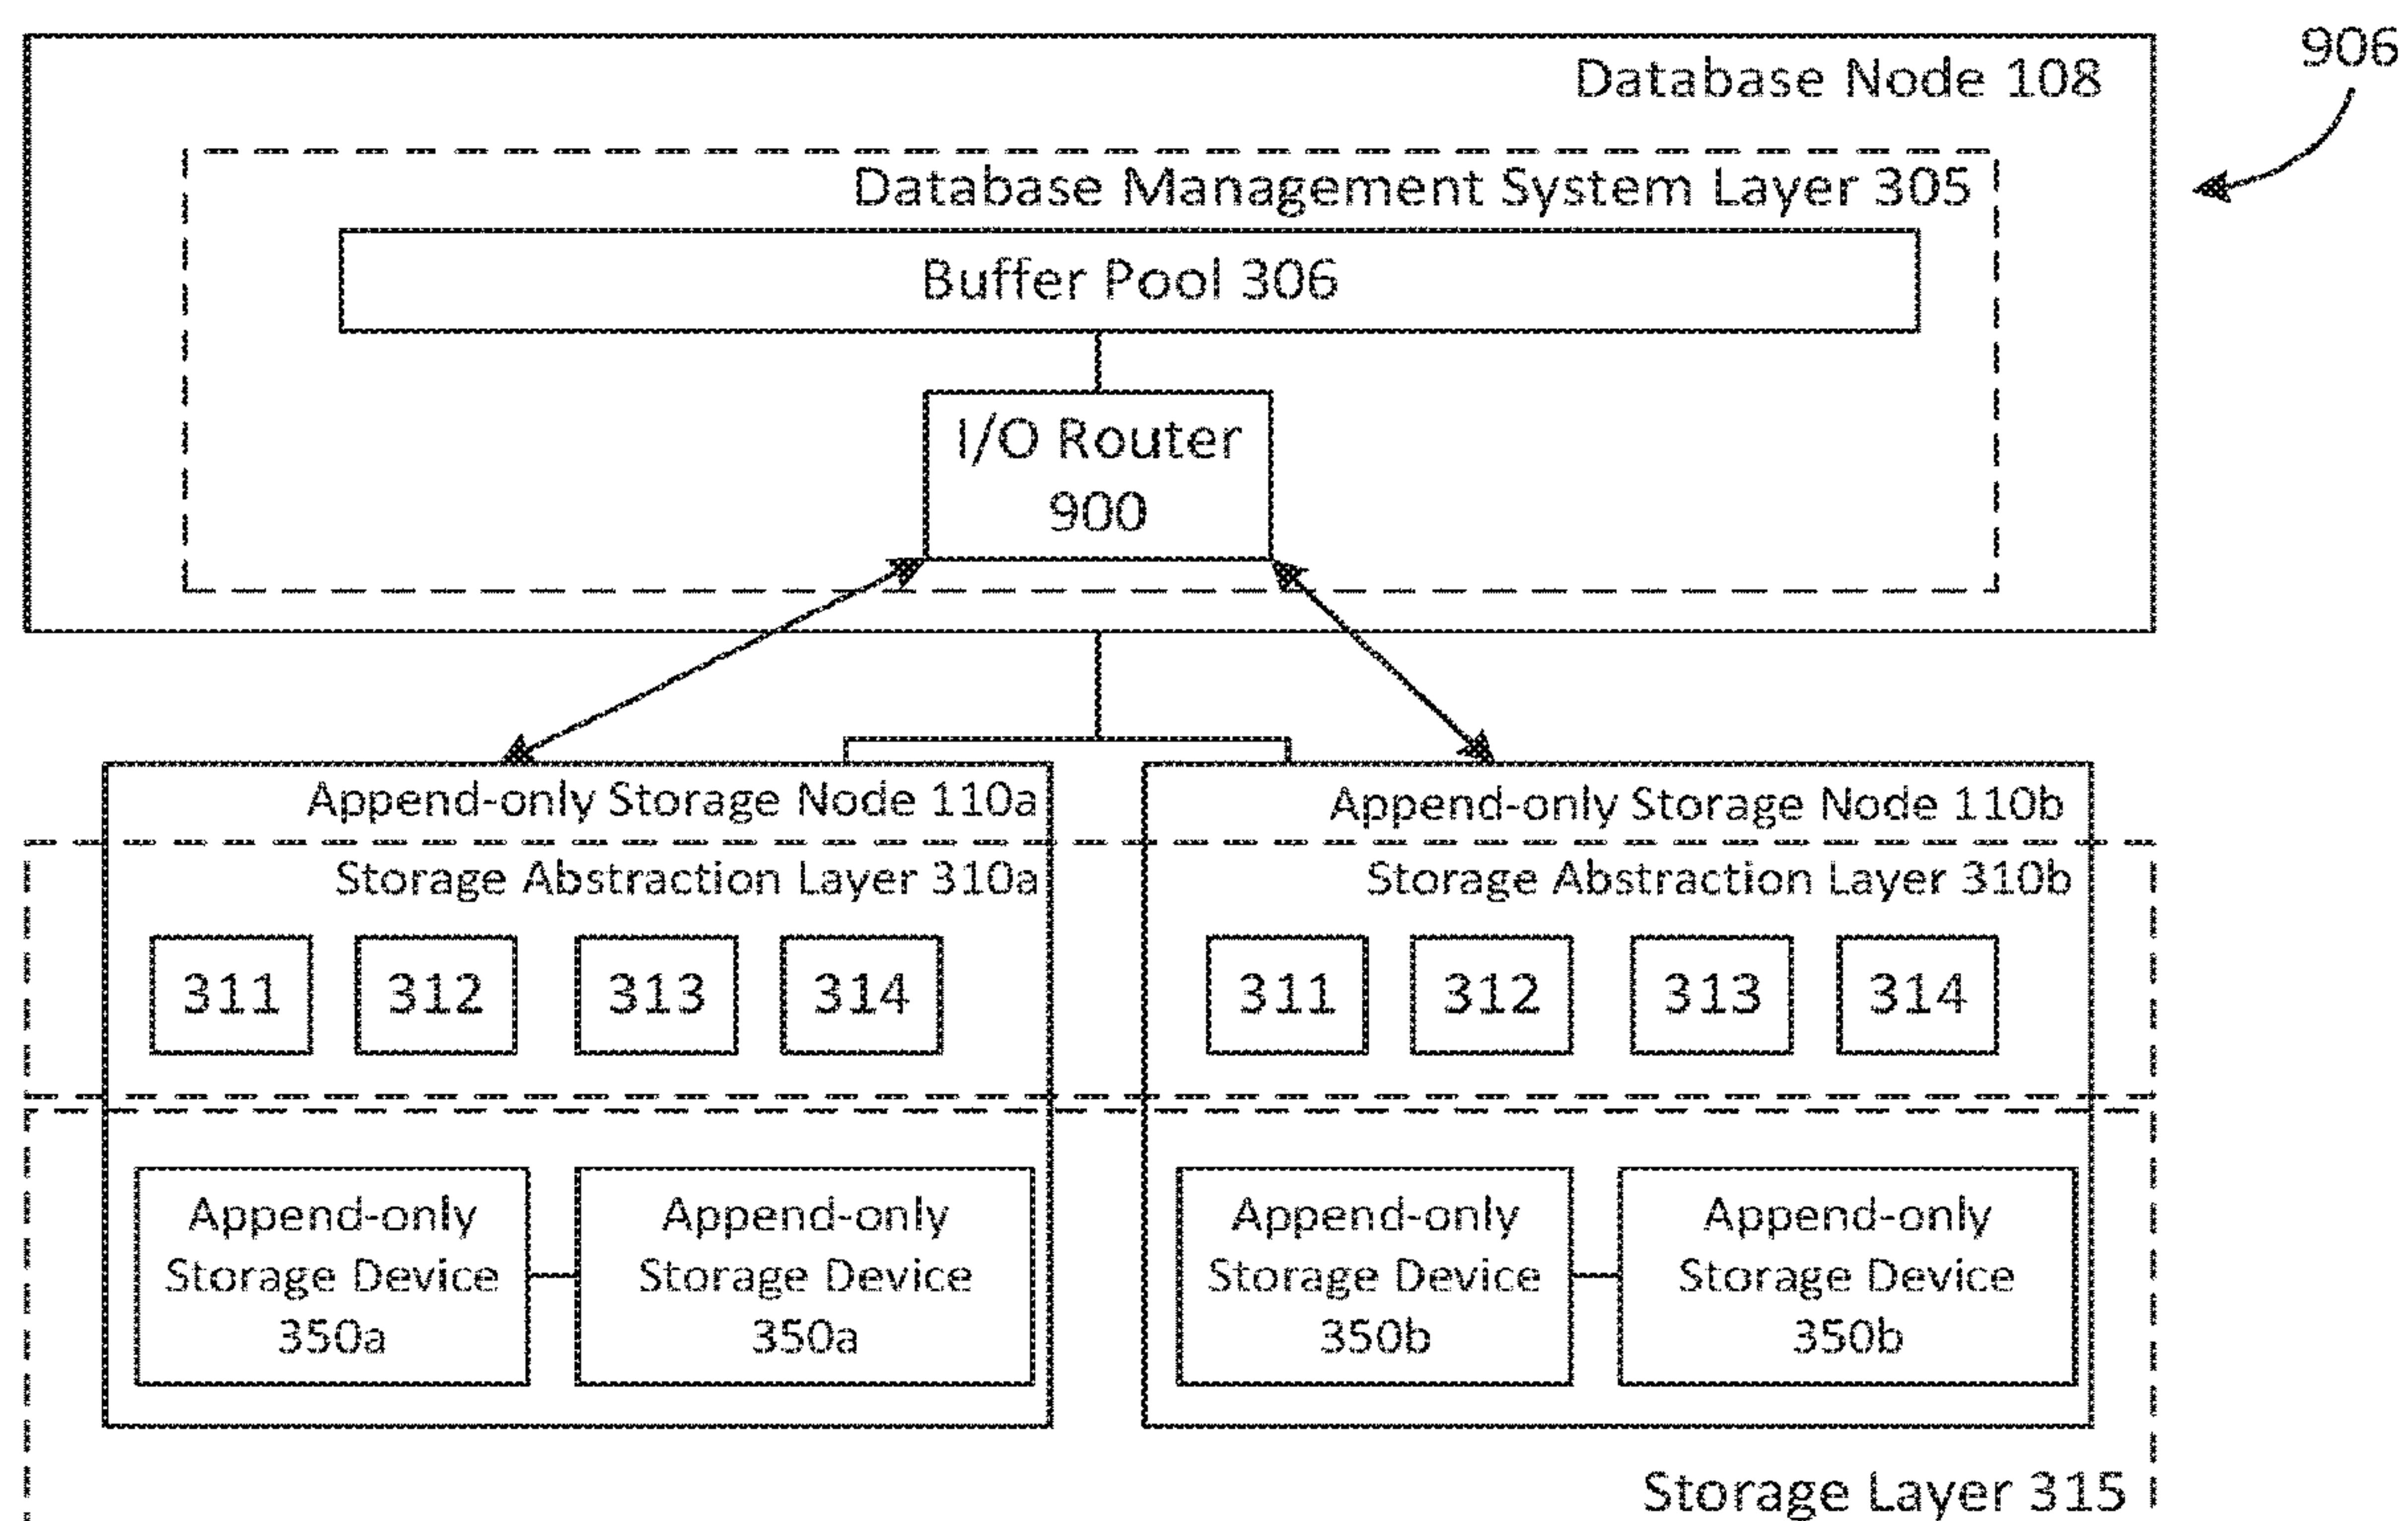 906
Database Node 108
Database Management System Layer 305
Buffer Pool 306
I/O Router
900
Append-only Storage Node 110a
Storage Abstraction Layer 310a
311 312 313 314
Append-only
Storage Device
350a
Append-only
Storage Device
350a
Append-only Storage Node 110b
Storage Abstraction Layer 310b
311 312 313 314
Append-only
Storage Device
350b
Append-only
Storage Device
350b
Storage Layer 315